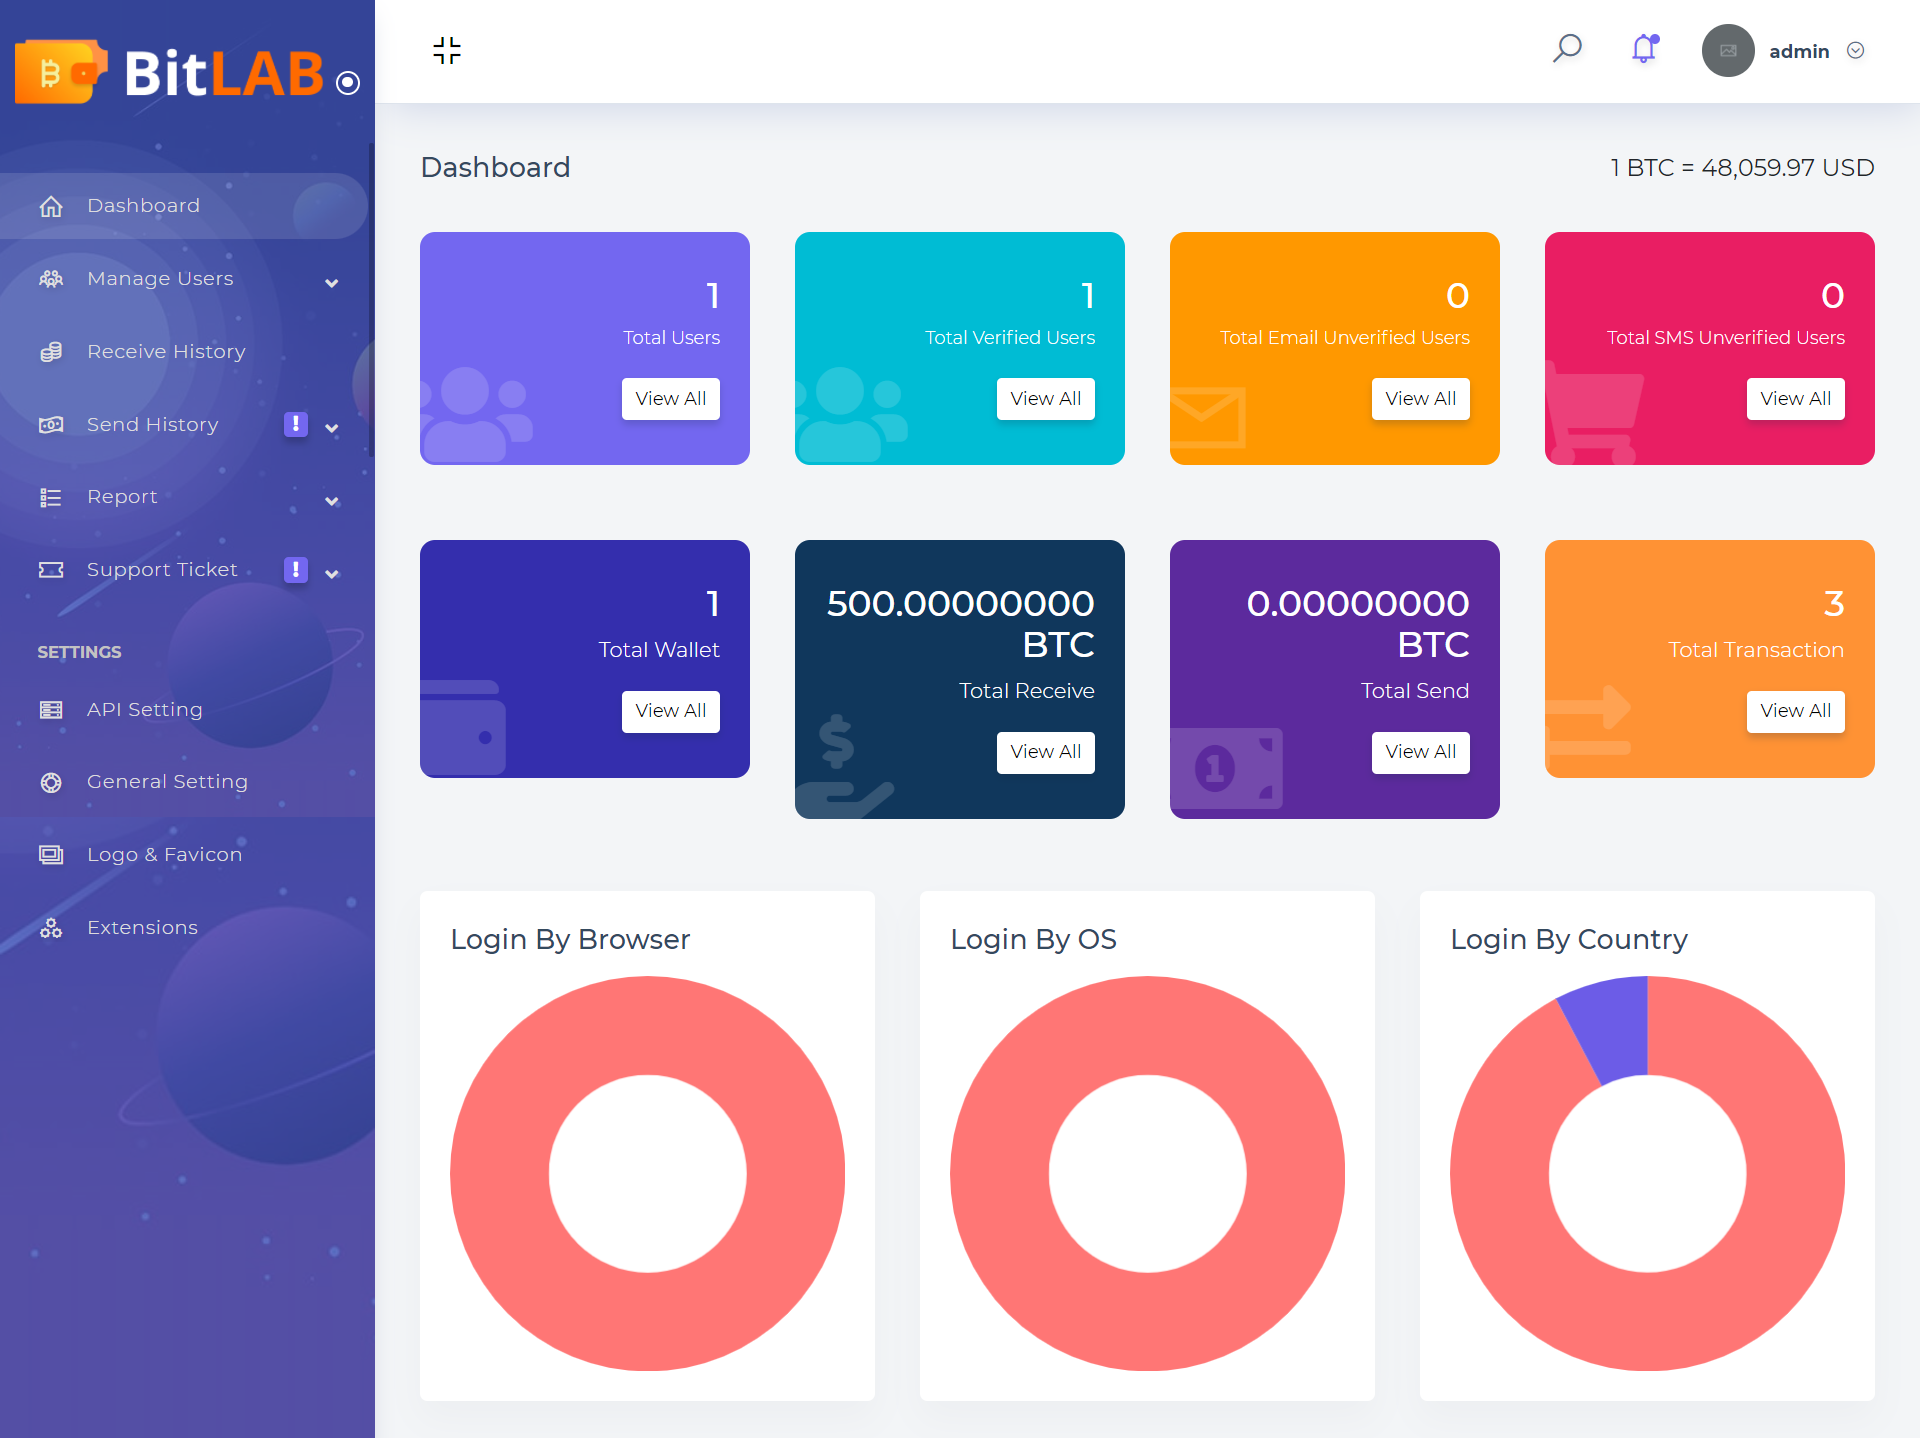 BitLAB
admin
Dashboard
Manage Users
Receive History
Send History !
Report
Support Ticket !
SETTINGS
API Setting
General Setting
Logo & Favicon
Extensions
Dashboard
1 BTC = 48,059.97 USD
1
Total Users
View All
1
Total Verified Users
View All
0
Total Email Unverified Users
View All
0
Total SMS Unverified Users
View All
1
Total Wallet
View All
500.00000000
BTC
Total Receive
View All
0.00000000
BTC
Total Send
View All
3
Total Transaction
View All
Login By Browser
Login By OS
Login By Country